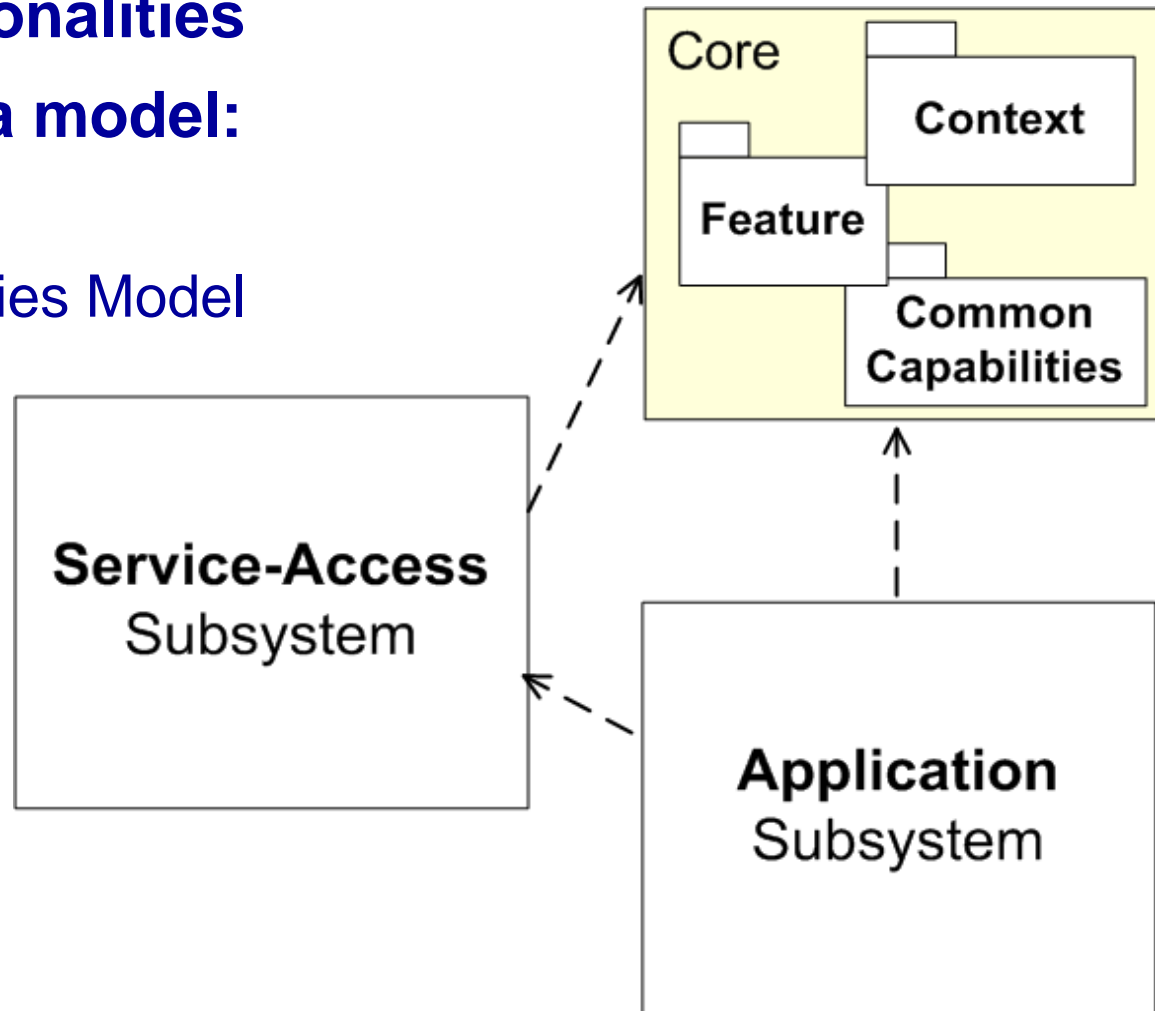 onalities
a model:
ies Model
Core
Context
Feature
Common
Capabilities
Service-Access
Subsystem
Application
Subsystem